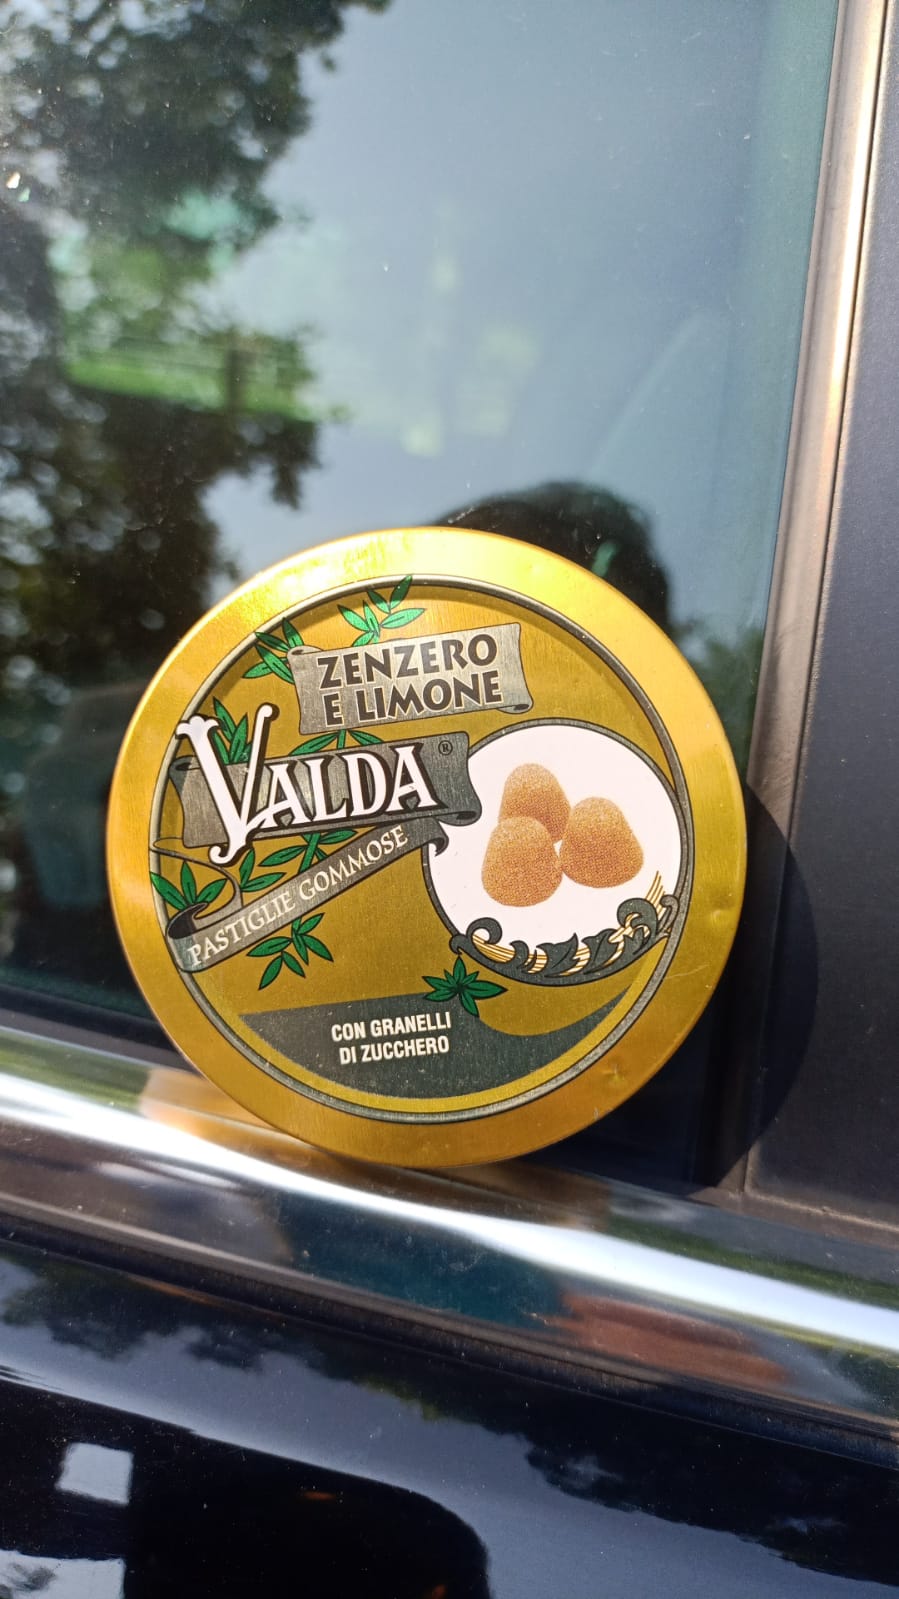 ZENZERO
E LIMONE
VALDA®
PASTIGLIE GOMMOSE
CON GRANELLI
DI ZUCCHERO